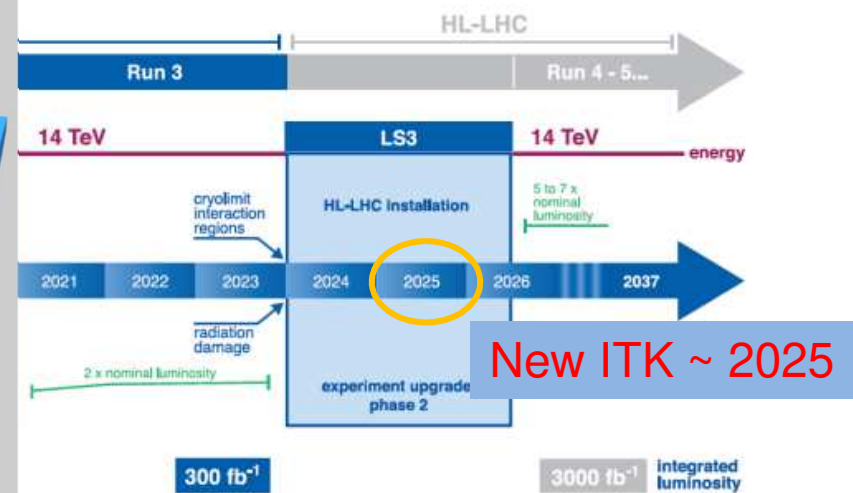 HL-LHC
Run 3
Run 4 - 5...
14 TeV
LS3
14 TeV
energy
cryolimit
interaction
regions
HL-LHC installation
5 to 7 x
nominal
luminosity
2021 2022 2023 2024 2025 2026 2037
radiation
damage
2 x nominal luminosity
experiment upgrade
phase 2
New ITK ~ 2025
300 fb⁻¹
3000 fb⁻¹
integrated
luminosity